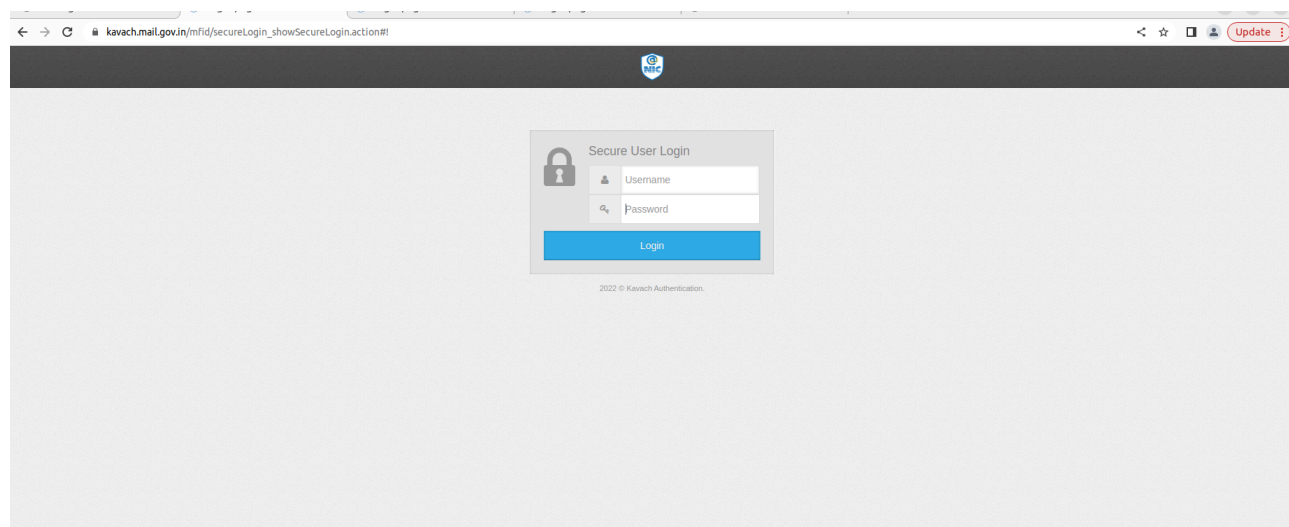 kavach.mail.gov.in/mfid/secureLogin_showSecureLogin.action#!
Update
@
NIC
Secure User Login
Username
Password
Login
2022 © Kavach Authentication.